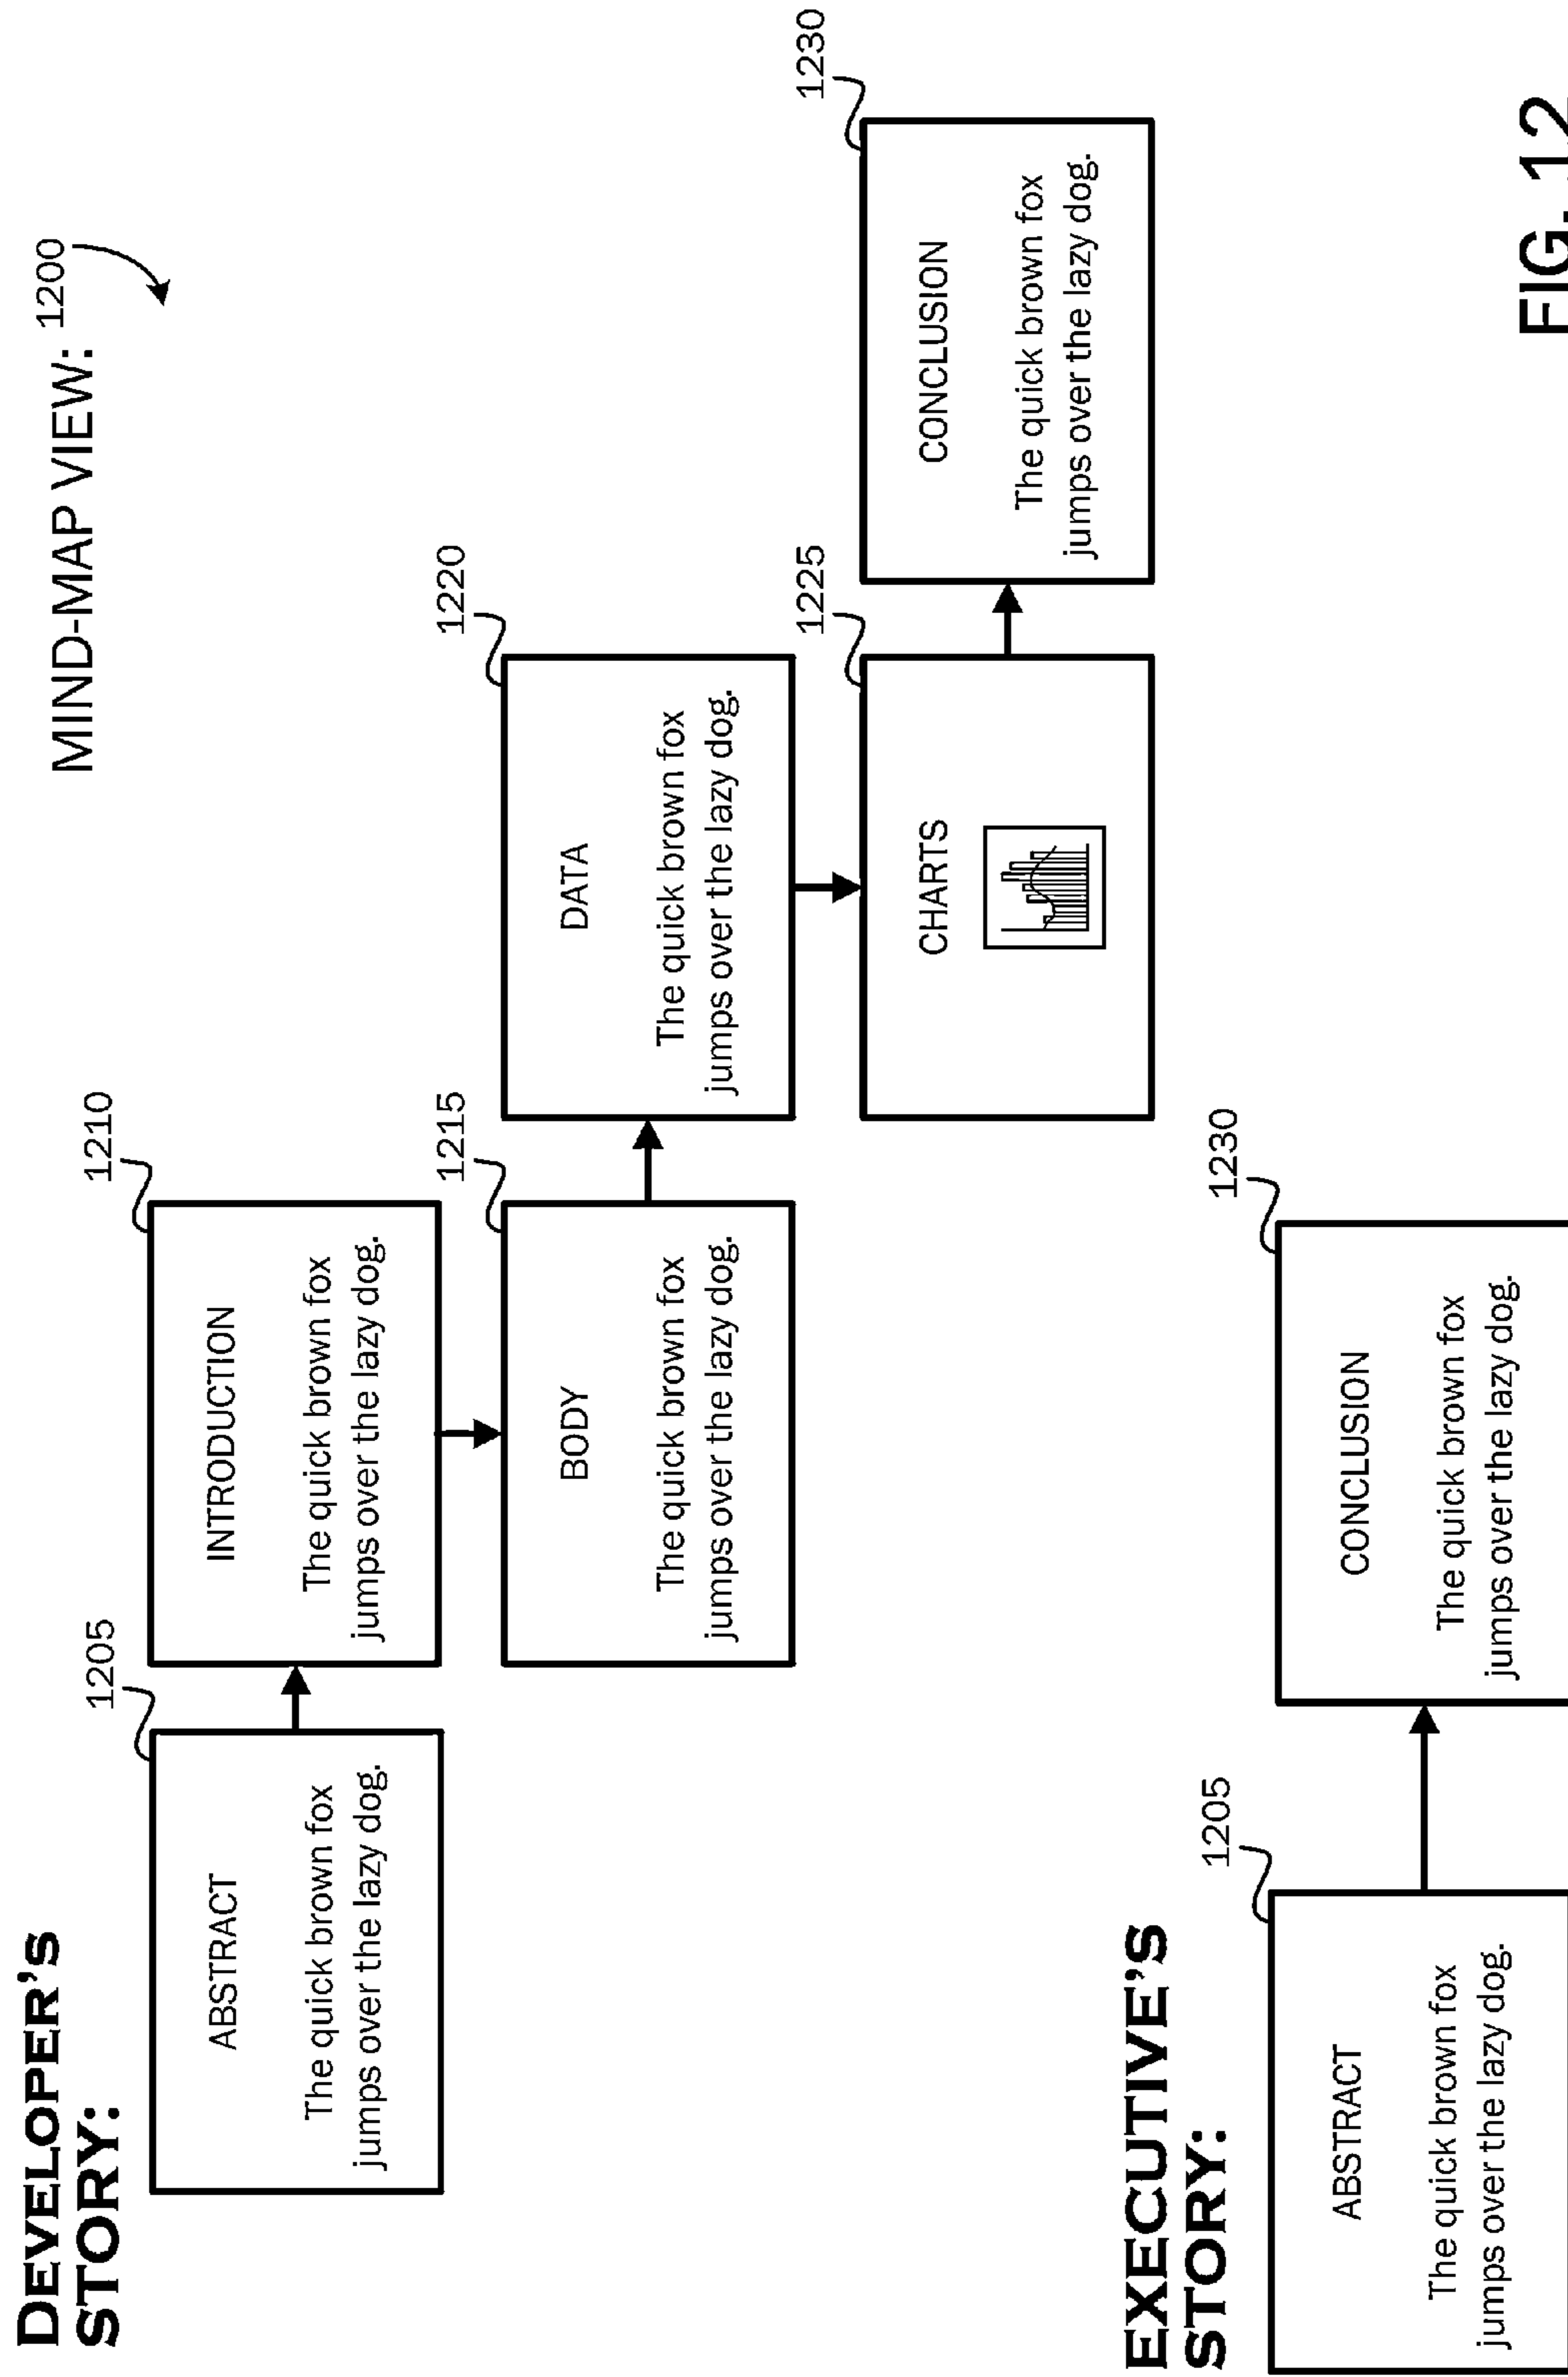 MIND-MAP VIEW: 1200
DEVELOPER'S
STORY:
1205
ABSTRACT
The quick brown fox
jumps over the lazy dog.
1210
INTRODUCTION
The quick brown fox
jumps over the lazy dog.
1215
BODY
The quick brown fox
jumps over the lazy dog.
1220
DATA
The quick brown fox
jumps over the lazy dog.
1225
CHARTS
1230
CONCLUSION
The quick brown fox
jumps over the lazy dog.
EXECUTIVE'S
STORY:
1205
ABSTRACT
The quick brown fox
jumps over the lazy dog.
1230
CONCLUSION
The quick brown fox
jumps over the lazy dog.
FIG. 12